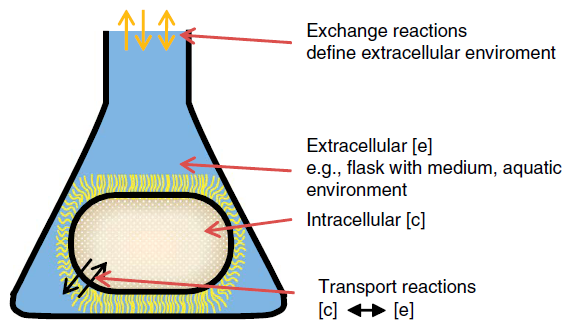 Exchange reactions
define extracellular enviroment
Extracellular [e]
e.g., flask with medium, aquatic
environment
Intracellular [c]
Transport reactions
[c] ↔ [e]